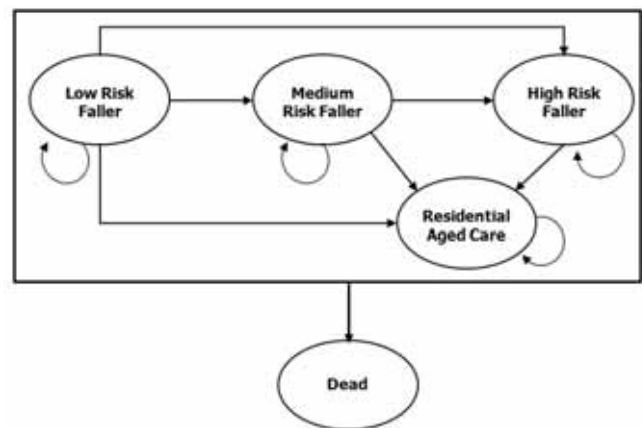 Low Risk
Faller
Medium
Risk Faller
High Risk
Faller
Residential
Aged Care
Dead